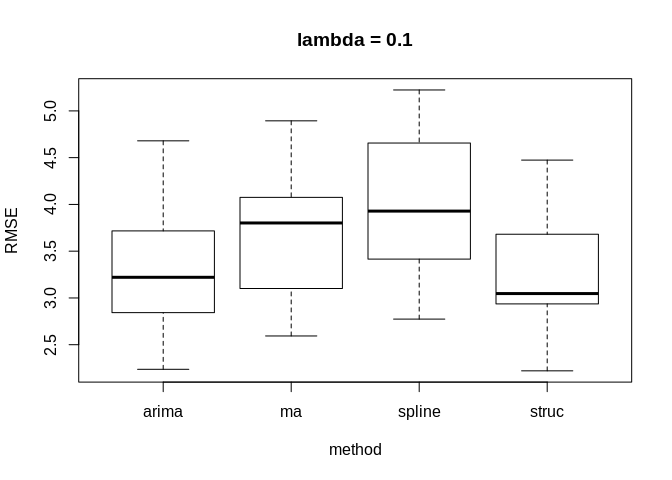 lambda = 0.1
RMSE
5.0
4.5
4.0
3.5
3.0
2.5
arima ma spline struc
method